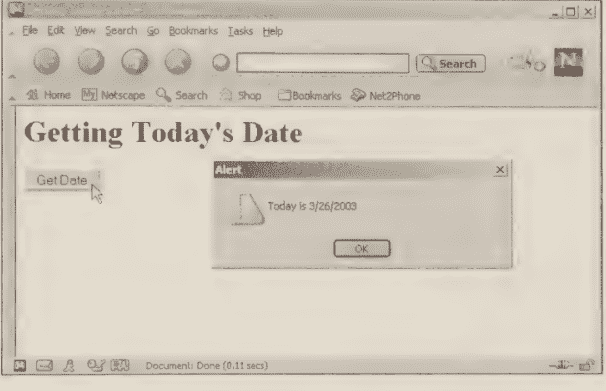 File Edit View Search Go Bookmarks Tasks Help
Search
N
Home My Netscape Search Shop Bookmarks Net2Phone
Getting Today's Date
Get Date
Alert
Today is 3/26/2003
OK
Document: Done (0.11 secs)